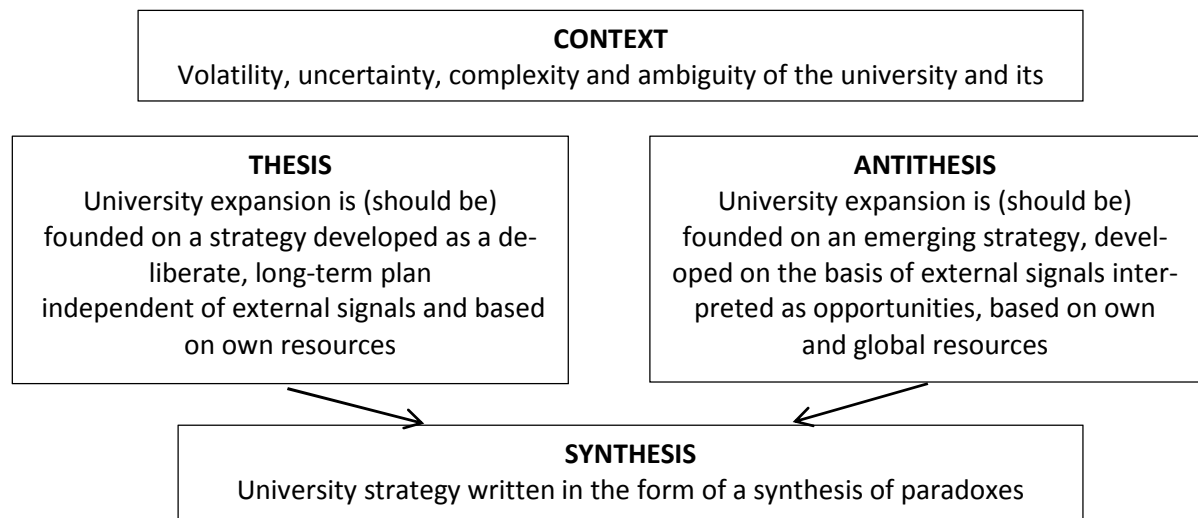 CONTEXT
Volatility, uncertainty, complexity and ambiguity of the university and its
THESIS
University expansion is (should be)
founded on a strategy developed as a de-
liberate, long-term plan
independent of external signals and based
on own resources
ANTITHESIS
University expansion is (should be)
founded on an emerging strategy, devel-
oped on the basis of external signals inter-
preted as opportunities, based on own
and global resources
SYNTHESIS
University strategy written in the form of a synthesis of paradoxes